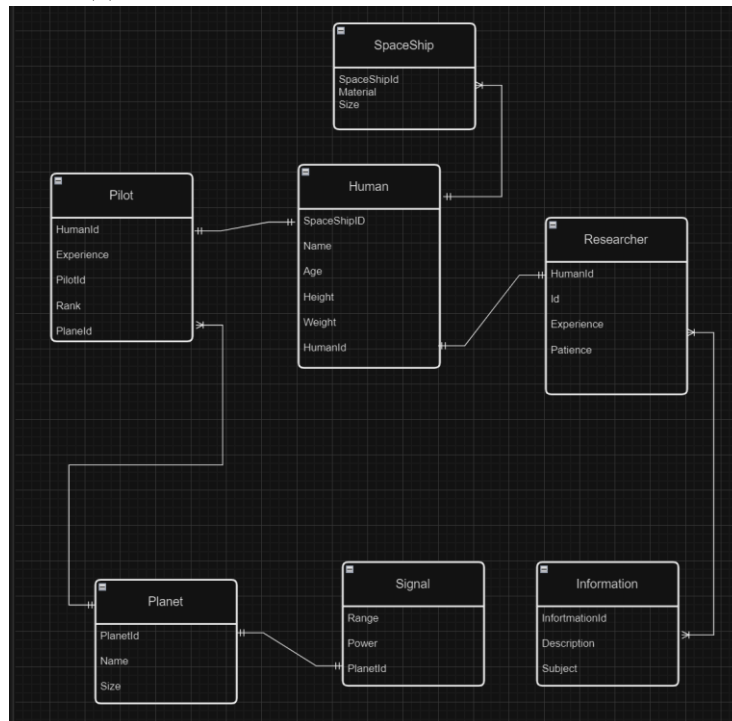 SpaceShip
SpaceShipId
Material
Size
Pilot
HumanId
Experience
PilotId
Rank
PlaneId
Human
SpaceShipID
Name
Age
Height
Weight
HumanId
Researcher
HumanId
Id
Experience
Patience
Planet
PlanetId
Name
Size
Signal
Range
Power
PlanetId
Information
InfortmationId
Description
Subject